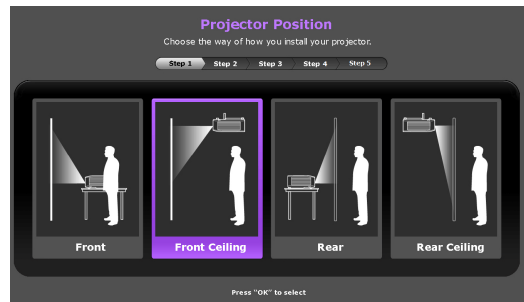 Projector Position
Choose the way of how you install your projector.
Step 1 Step 2 Step 3 Step 4 Step 5
Front Front Ceiling Rear Rear Ceiling
Press "OK" to select